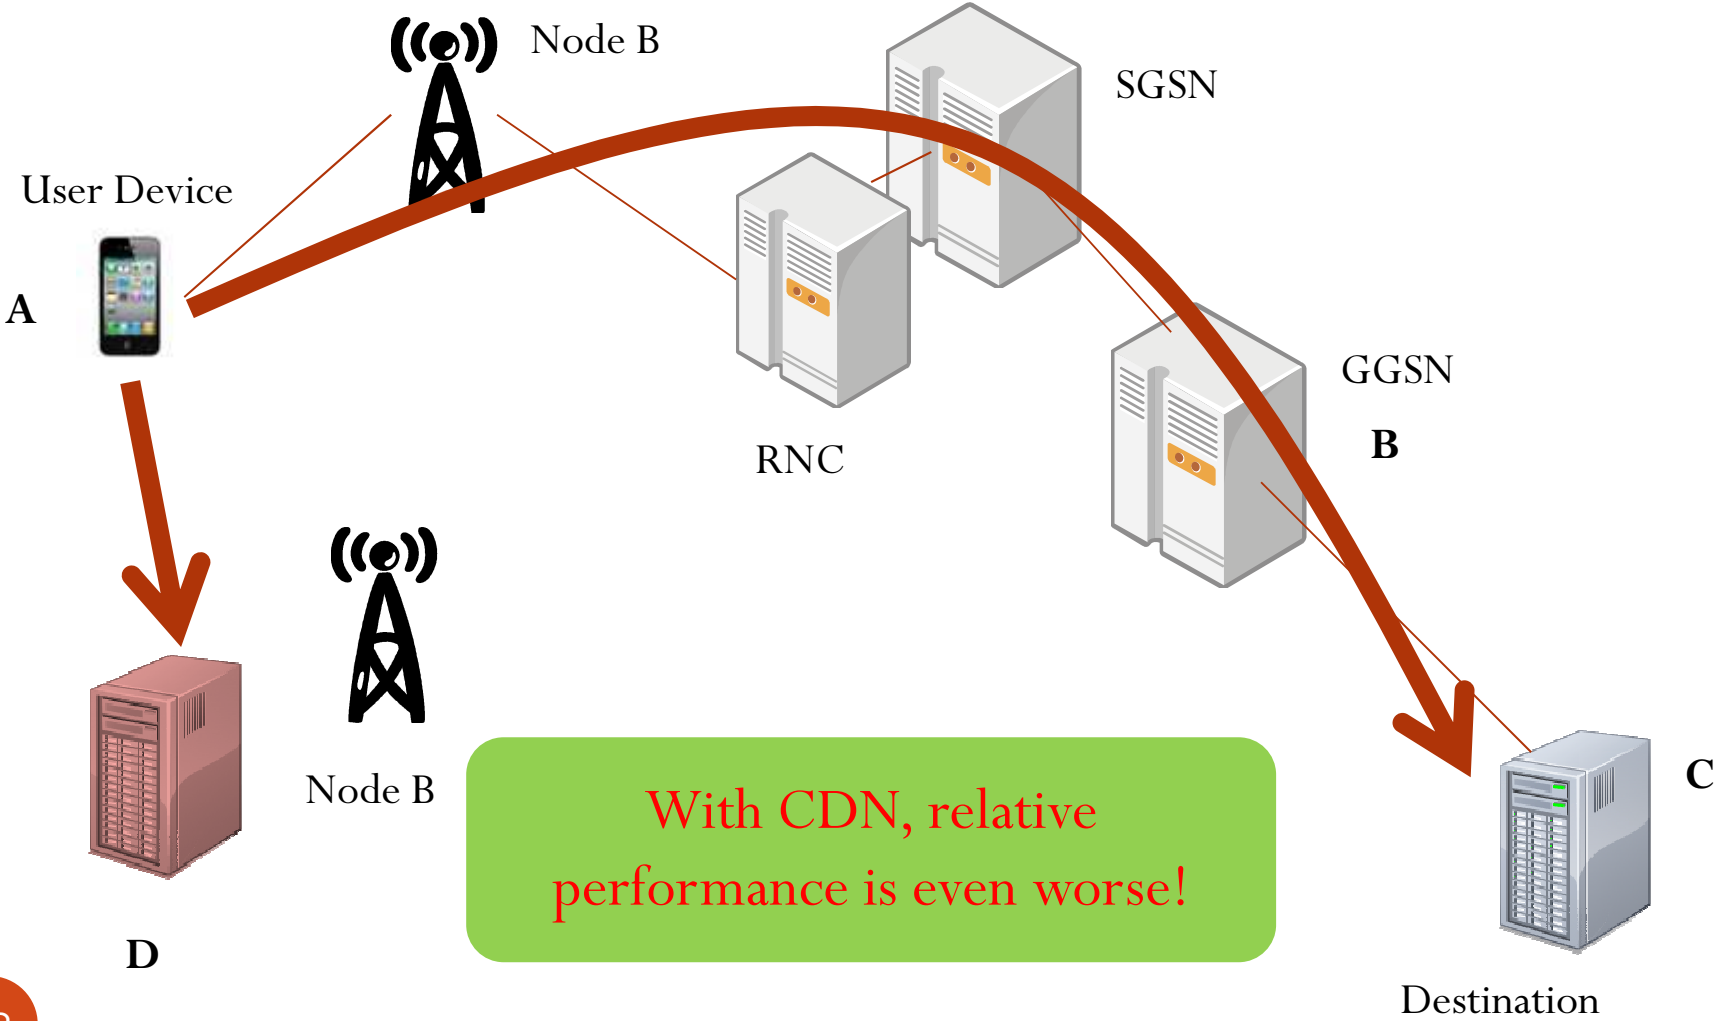 Node B
SGSN
User Device
A
GGSN
B
RNC
Node B
With CDN, relative
performance is even worse!
C
D
Destination